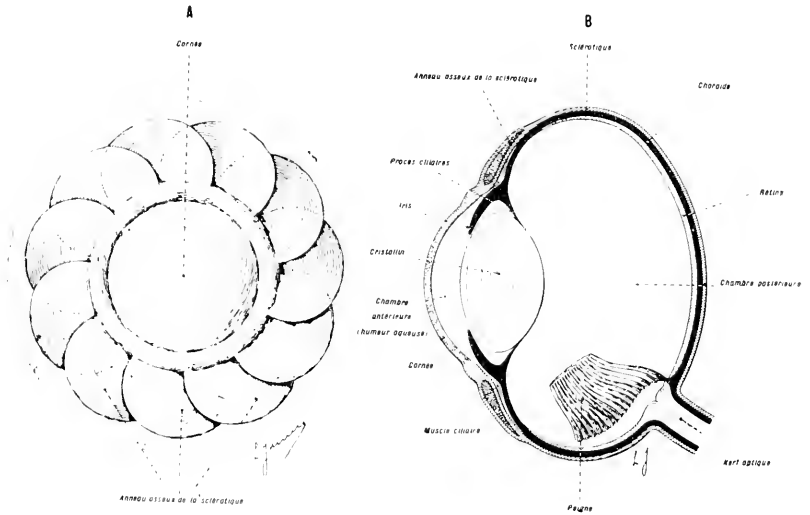 A
Cornée
Anneau osseux de la sclérotique
B
Sclérotique
Anneau osseux de la sclérotique
Choroïde
Procès ciliaires
Iris
Rétine
Cristallin
Chambre postérieure
Chambre
antérieure
(humeur aqueuse)
Cornée
Muscle ciliaire
Nerf optique
Peigne
L J